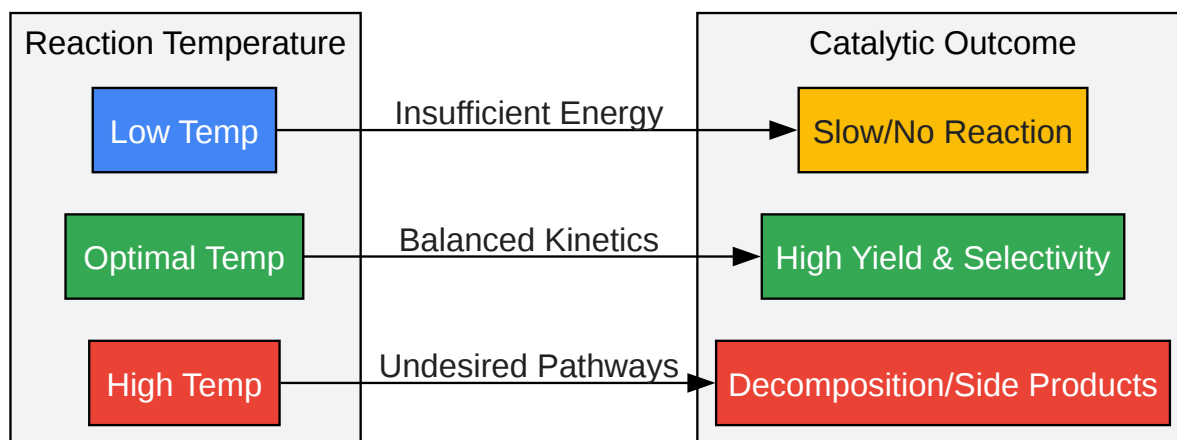 Reaction Temperature
Catalytic Outcome
Low Temp
Insufficient Energy
Slow/No Reaction
Optimal Temp
Balanced Kinetics
High Yield & Selectivity
High Temp
Undesired Pathways
Decomposition/Side Products